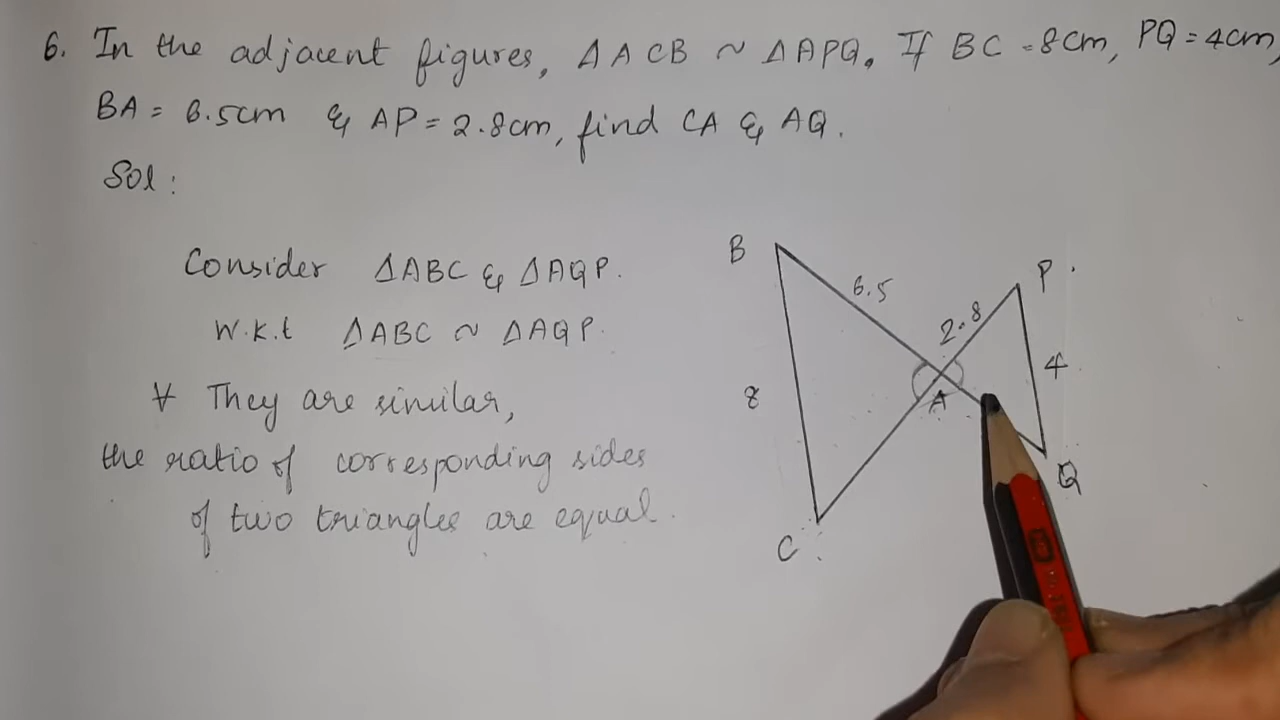 6. In the adjacent figures, ΔACB ~ ΔAPQ. If BC = 8cm, PQ = 4cm,
BA = 6.5cm & AP = 2.8cm, find CA & AQ.
Sol:
Consider ΔABC & ΔAQP.
W.k.t ΔABC ~ ΔAQP.
∀ They are similar,
the ratio of corresponding sides
of two triangles are equal.
B
6.5
P
2.8
4
8
A
Q
C